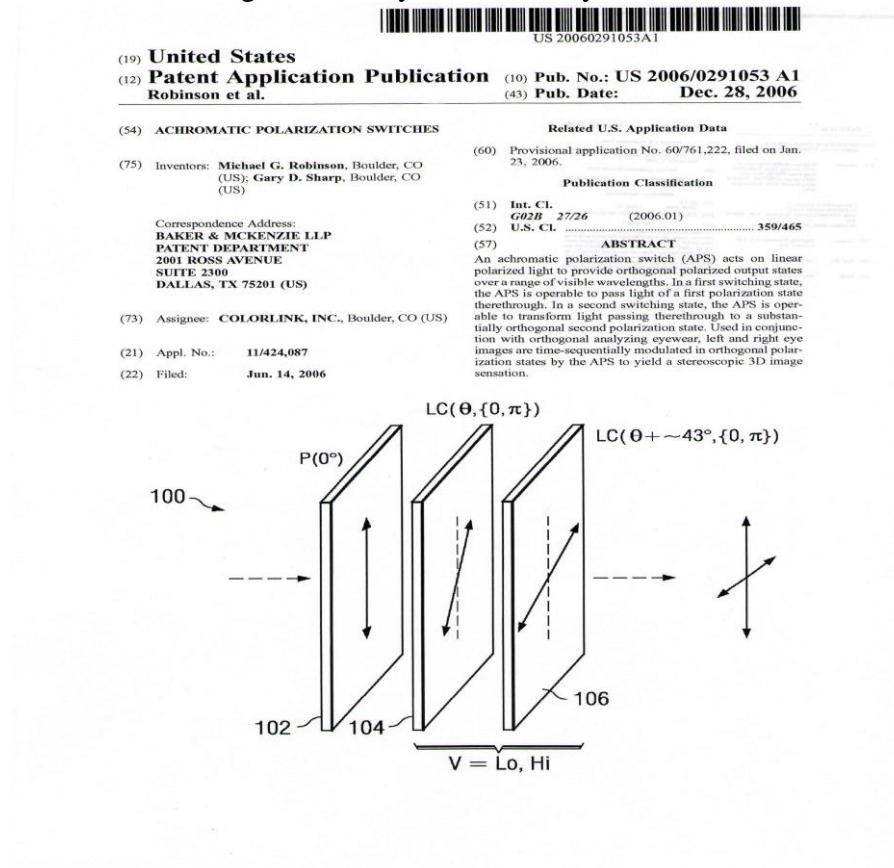 US 20060291053A1
(19) United States
(12) Patent Application Publication
Robinson et al.
(10) Pub. No.: US 2006/0291053 A1
(43) Pub. Date: Dec. 28, 2006
(54) ACHROMATIC POLARIZATION SWITCHES
(75) Inventors: Michael G. Robinson, Boulder, CO
(US); Gary D. Sharp, Boulder, CO
(US)
Correspondence Address:
BAKER & MCKENZIE LLP
PATENT DEPARTMENT
2001 ROSS AVENUE
SUITE 2300
DALLAS, TX 75201 (US)
(73) Assignee: COLORLINK, INC., Boulder, CO (US)
(21) Appl. No.: 11/424,087
(22) Filed: Jun. 14, 2006
Related U.S. Application Data
(60) Provisional application No. 60/761,222, filed on Jan.
23, 2006.
Publication Classification
(51) Int. Cl.
G02B 27/26 (2006.01)
(52) U.S. Cl. .............................................................. 359/465
(57) ABSTRACT
An achromatic polarization switch (APS) acts on linear
polarized light to provide orthogonal polarized output states
over a range of visible wavelengths. In a first switching state,
the APS is operable to pass light of a first polarization state
therethrough. In a second switching state, the APS is oper-
able to transform light passing therethrough to a substan-
tially orthogonal second polarization state. Used in conjunc-
tion with orthogonal analyzing eyewear, left and right eye
images are time-sequentially modulated in orthogonal polar-
ization states by the APS to yield a stereoscopic 3D image
sensation.
LC(θ,{0, π})
LC(θ+~43°,{0, π})
P(0°)
100
102
104
106
V = Lo, Hi